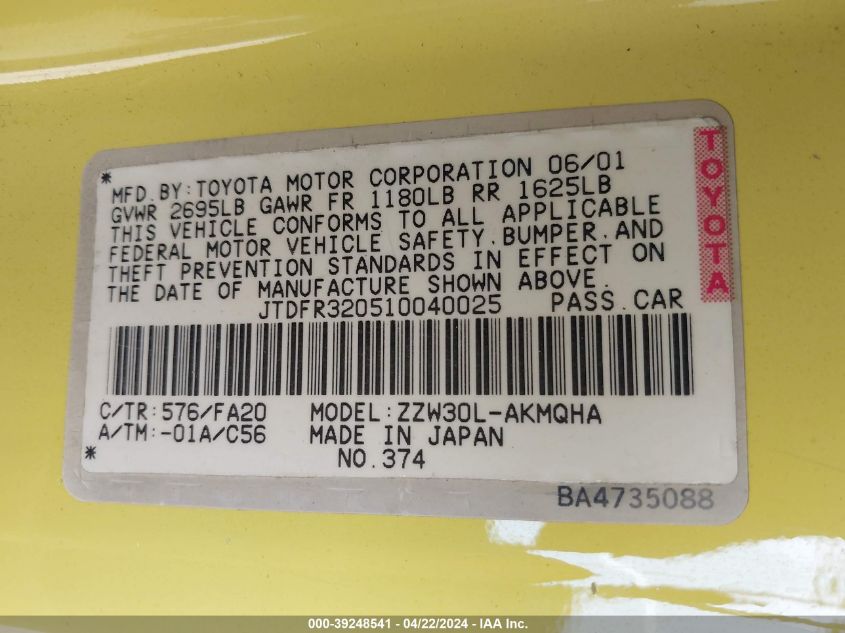 * MFD. BY: TOYOTA MOTOR CORPORATION 06/01
GVWR 2695LB GAWR FR 1180LB RR 1625LB
THIS VEHICLE CONFORMS TO ALL APPLICABLE
FEDERAL MOTOR VEHICLE SAFETY, BUMPER, AND
THEFT PREVENTION STANDARDS IN EFFECT ON
THE DATE OF MANUFACTURE SHOWN ABOVE.
JTDFR320510040025 PASS. CAR
TOYOTA
C/TR: 576/FA20 MODEL: ZZW30L-AKMQHA
A/TM: -01A/C56 MADE IN JAPAN
* NO. 374
BA4735088
000-39248541 - 04/22/2024 - IAA Inc.